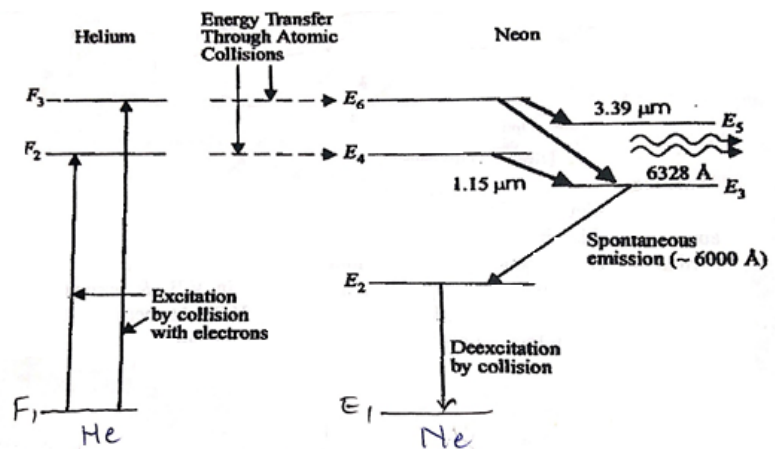 Energy Transfer
Through Atomic
Collisions
Helium
Neon
F₃
E₆
3.39 μm
E₅
F₂
E₄
6328 Å
1.15 μm
E₃
Spontaneous
emission (~ 6000 Å)
E₂
Excitation
by collision
with electrons
Deexcitation
by collision
F₁
E₁
He
Ne